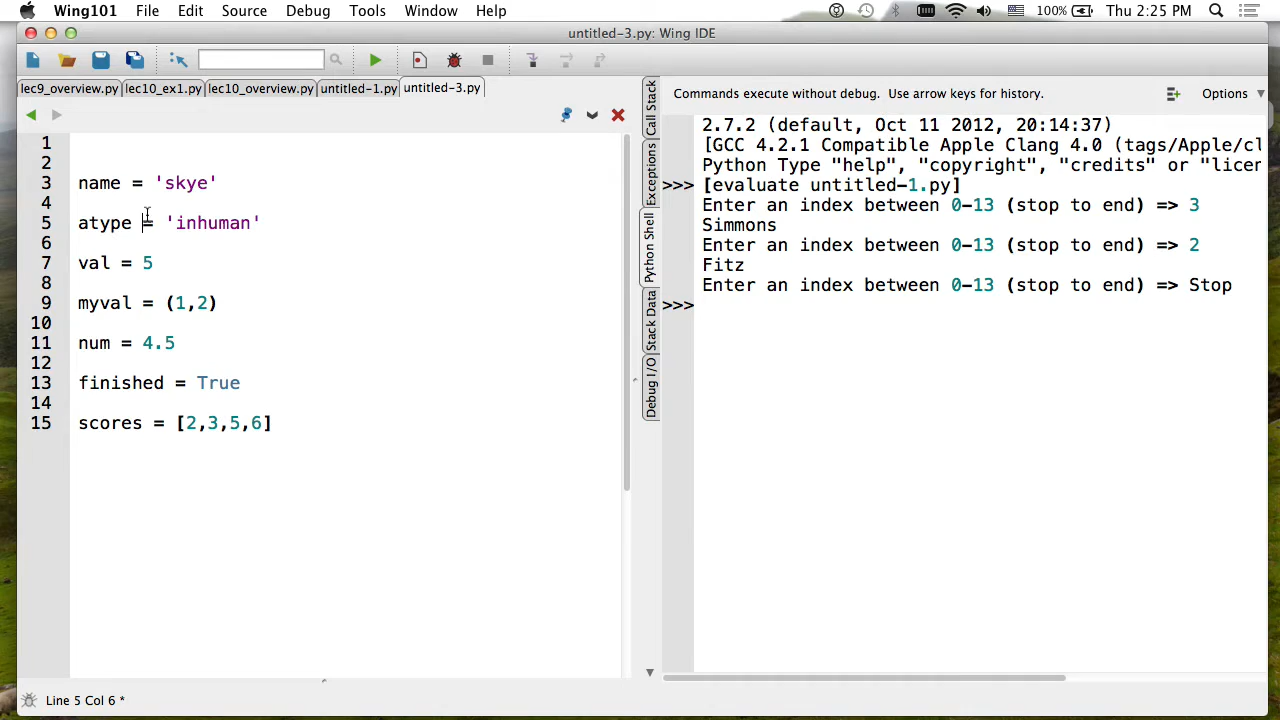 Wing101 File Edit Source Debug Tools Window Help 100% Thu 2:25 PM
untitled-3.py: Wing IDE
lec9_overview.py lec10_ex1.py lec10_overview.py untitled-1.py untitled-3.py
1
2
3 name = 'skye'
4
5 atype = 'inhuman'
6
7 val = 5
8
9 myval = (1,2)
10
11 num = 4.5
12
13 finished = True
14
15 scores = [2,3,5,6]
Line 5 Col 6 *
Call Stack
Exceptions
Python Shell
Stack Data
Debug I/O
Commands execute without debug. Use arrow keys for history. Options
2.7.2 (default, Oct 11 2012, 20:14:37)
[GCC 4.2.1 Compatible Apple Clang 4.0 (tags/Apple/cl
Python Type "help", "copyright", "credits" or "licen
>>> [evaluate untitled-1.py]
Enter an index between 0-13 (stop to end) => 3
Simmons
Enter an index between 0-13 (stop to end) => 2
Fitz
Enter an index between 0-13 (stop to end) => Stop
>>>